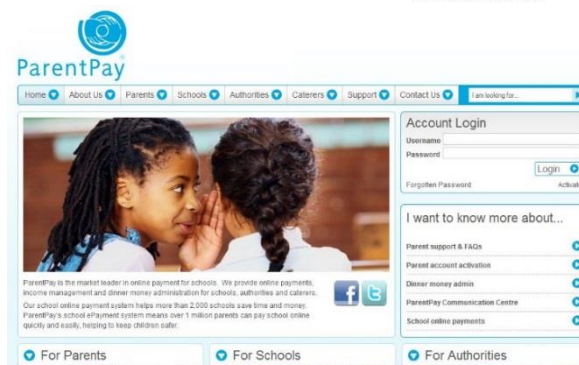 ParentPay
Home About Us Parents Schools Authorities Caterers Support Contact Us I am looking for...
Account Login
Username
Password
Login
Forgotten Password Activat
I want to know more about...
Parent support & FAQs
Parent account activation
Dinner money admin
ParentPay Communication Centre
School online payments
ParentPay is the market leader in online payment for schools. We provide online payments,
income management and dinner money administration for schools, authorities and caterers.
Our school online payment system helps more than 2,000 schools save time and money.
ParentPay's school ePayment system means over 1 million parents can pay school online
quickly and easily, helping to keep children safer.
For Parents For Schools For Authorities